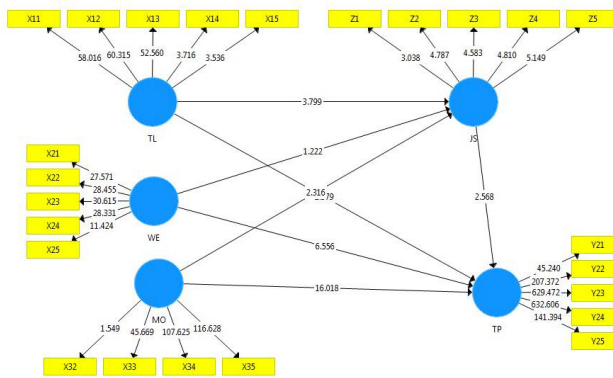 X11 X12 X13 X14 X15 Z1 Z2 Z3 Z4 Z5
58.016 60.315 52.560 3.716 3.536 3.038 4.787 4.583 4.810 5.149
3.799
TL
JS
X21
X22
X23
X24
X25
27.571
28.455
30.615
28.331
11.424
1.222
2.316
2.568
WE
6.556
Y21
Y22
Y23
Y24
Y25
45.240
207.372
629.472
632.606
141.394
16.018
MO
TP
1.549 45.669 107.625 116.628
X32 X33 X34 X35